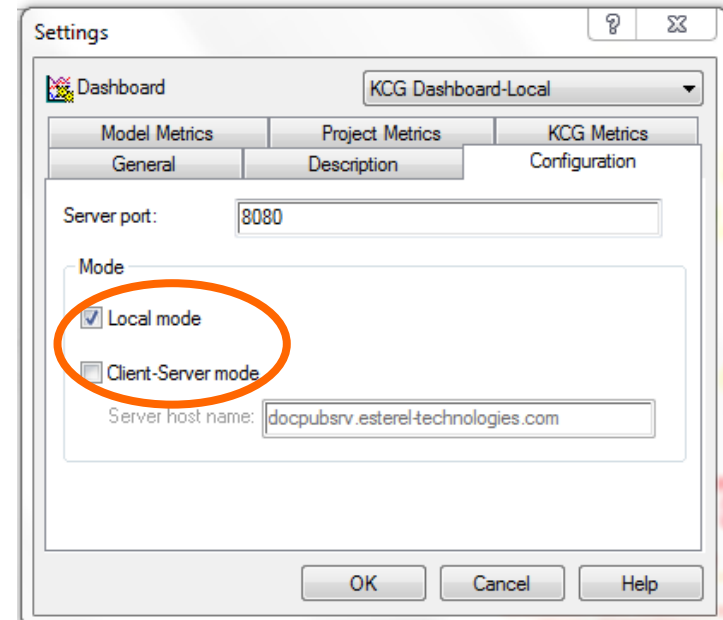 Settings
Dashboard KCG Dashboard-Local
Model Metrics Project Metrics KCG Metrics
General Description Configuration
Server port: 8080
Mode
Local mode
Client-Server mode
Server host name: docpubsrv.esterel-technologies.com
OK Cancel Help